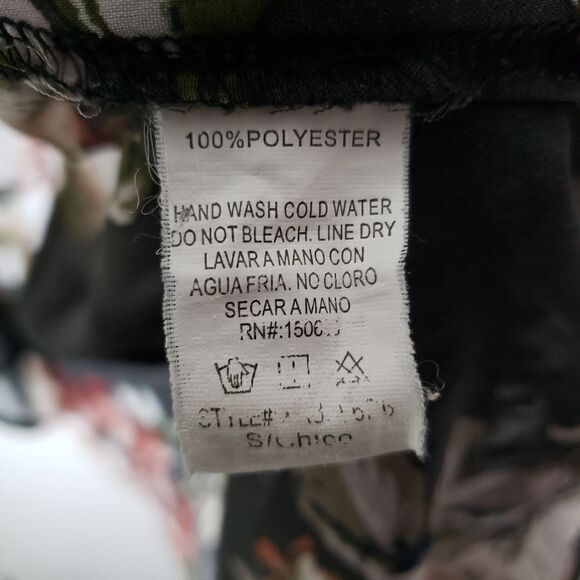 100%POLYESTER
HAND WASH COLD WATER
DO NOT BLEACH. LINE DRY
LAVAR A MANO CON
AGUA FRIA. NO CLORO
SECAR A MANO
RN#:
STYLE#
S/Chico